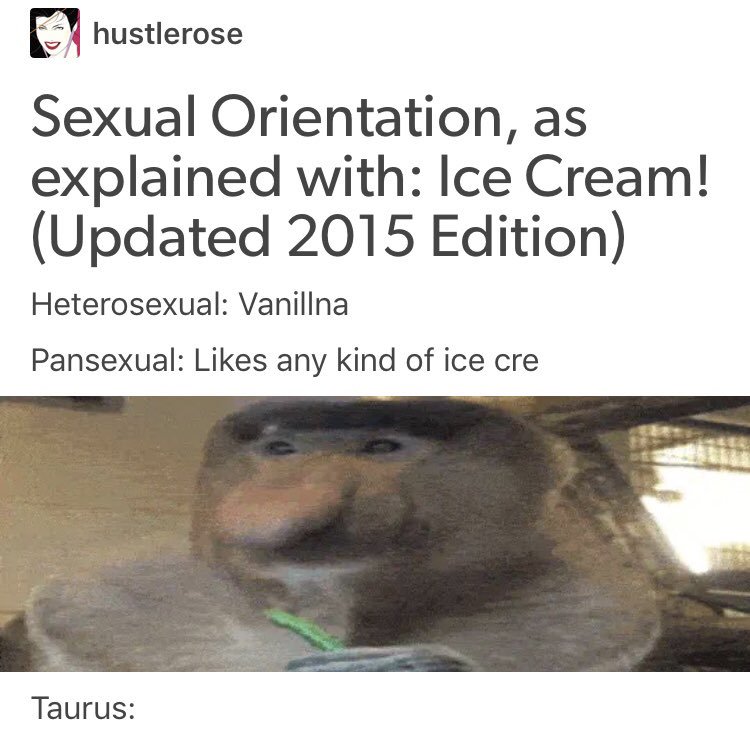 hustlerose
Sexual Orientation, as
explained with: Ice Cream!
(Updated 2015 Edition)
Heterosexual: Vanillna
Pansexual: Likes any kind of ice cre
Taurus: